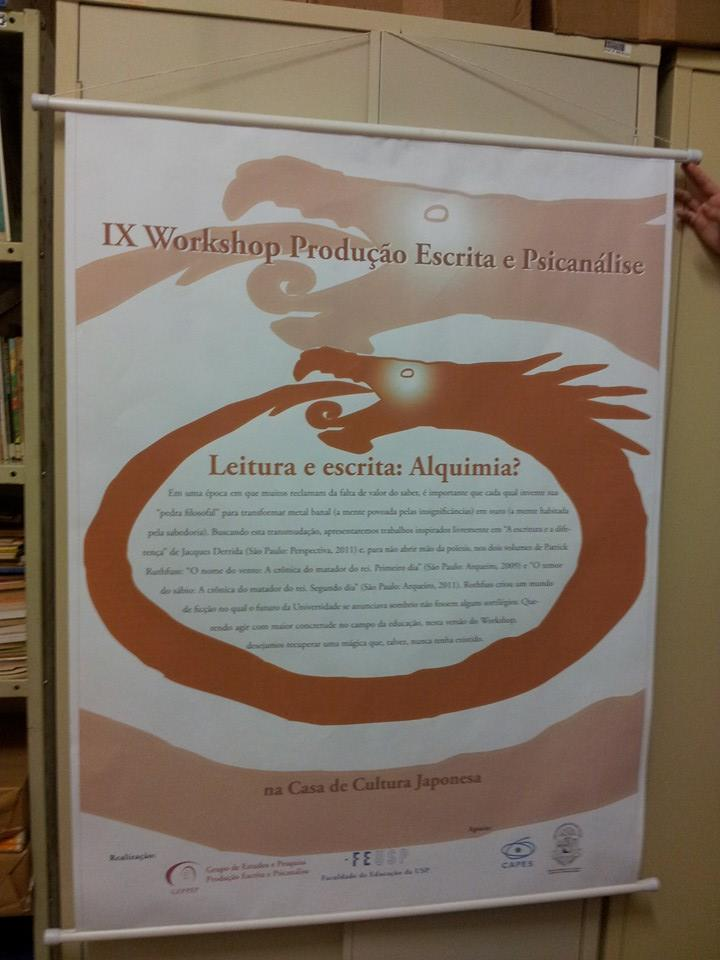 IX Workshop Produção Escrita e Psicanálise
Leitura e escrita: Alquimia?
Em uma época em que muitos reclamam da falta de valor do saber, é importante que cada qual invente sua
"pedra filosofal" para transformar metal banal (a mente povoada pelas insignificâncias) em ouro (a mente habitada
pela sabedoria). Buscando esta transmudação, apresentaremos trabalhos inspirados livremente em "A escritura e a dife-
rença" de Jacques Derrida (São Paulo: Perspectiva, 2011) e, para não abrir mão da poiesis, nos dois volumes de Patrick
Rothfuss: "O nome do vento: A crônica do matador do rei. Primeiro dia" (São Paulo: Arqueiro, 2009) e "O temor
do sábio: A crônica do matador do rei. Segundo dia" (São Paulo: Arqueiro, 2011). Rothfuss criou um mundo
de ficção no qual o futuro da Universidade se anunciava sombrio não fossem algum sortilégios. Que-
rendo agir com maior concretude no campo da educação, nesta versão do Workshop,
desejamos recuperar uma mágica que, talvez, nunca tenha existido.
na Casa de Cultura Japonesa
Realização:
GEPPEP
Grupo de Estudos e Pesquisa
Produção Escrita e Psicanálise
FEUSP
Faculdade de Educação da USP
Apoio:
CAPES